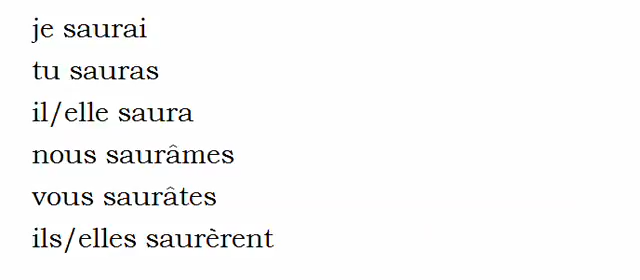 je saurai
tu sauras
il/elle saura
nous saurâmes
vous saurâtes
ils/elles saurèrent